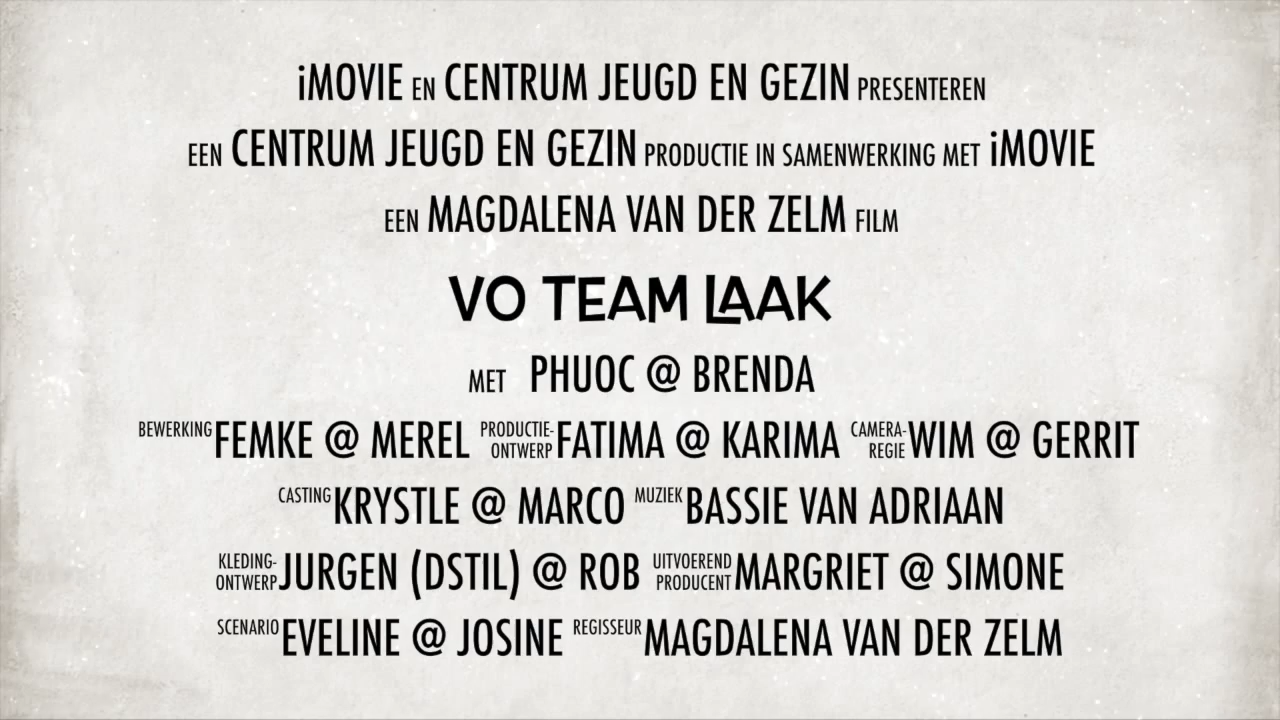 iMOVIE EN CENTRUM JEUGD EN GEZIN PRESENTEREN
EEN CENTRUM JEUGD EN GEZIN PRODUCTIE IN SAMENWERKING MET iMOVIE
EEN MAGDALENA VAN DER ZELM FILM
VO TEAM LAAK
MET PHUOC @ BRENDA
BEWERKING FEMKE @ MEREL PRODUCTIE-ONTWERP FATIMA @ KARIMA CAMERA-REGIE WIM @ GERRIT
CASTING KRYSTLE @ MARCO MUZIEK BASSIE VAN ADRIAAN
KLEDING-ONTWERP JURGEN (DSTIL) @ ROB UITVOEREND PRODUCENT MARGRIET @ SIMONE
SCENARIO EVELINE @ JOSINE REGISSEUR MAGDALENA VAN DER ZELM